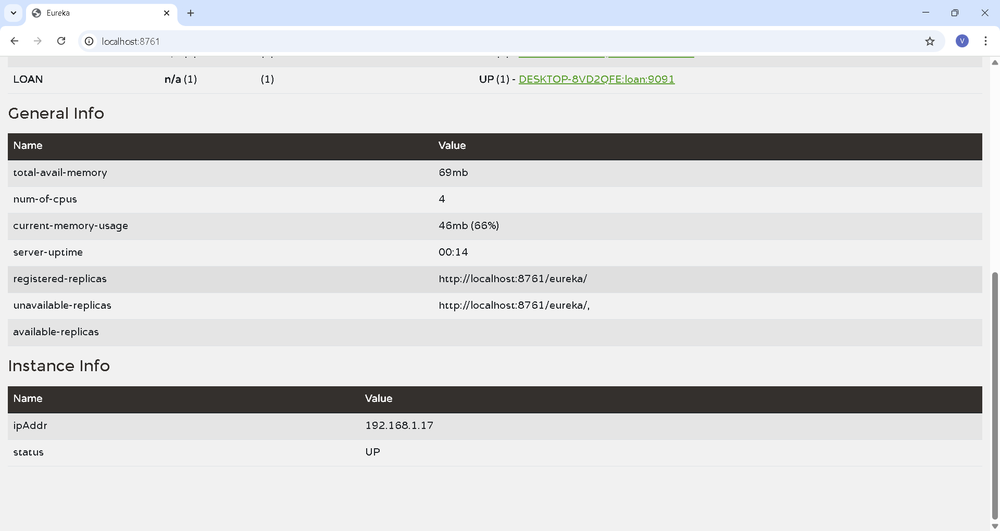 Eureka
localhost:8761
V
LOAN n/a (1) (1) UP (1) - DESKTOP-8VD2QFE:loan:9091
General Info
Name Value
total-avail-memory 69mb
num-of-cpus 4
current-memory-usage 46mb (66%)
server-uptime 00:14
registered-replicas http://localhost:8761/eureka/
unavailable-replicas http://localhost:8761/eureka/,
available-replicas
Instance Info
Name Value
ipAddr 192.168.1.17
status UP